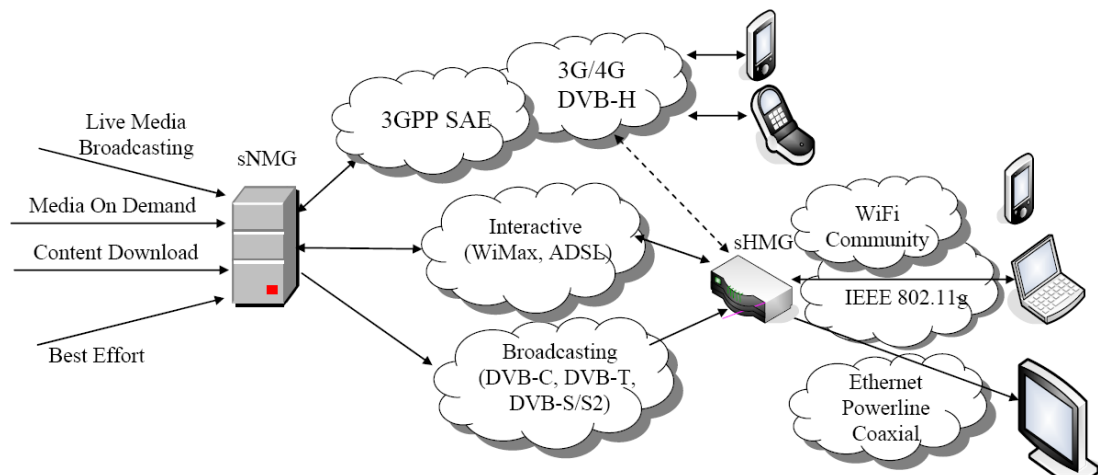 Live Media
Broadcasting
sNMG
Media On Demand
Content Download
Best Effort
3GPP SAE
3G/4G
DVB-H
Interactive
(WiMax, ADSL)
Broadcasting
(DVB-C, DVB-T,
DVB-S/S2)
sHMG
WiFi
Community
IEEE 802.11g
Ethernet
Powerline
Coaxial